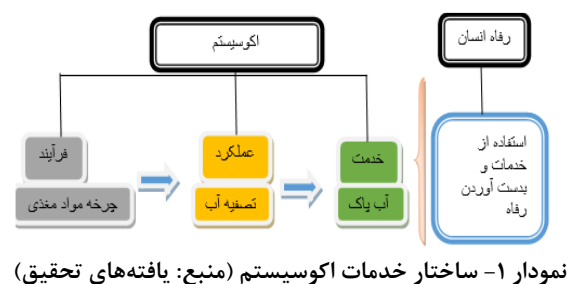 رفاه انسان
اکوسیستم
خدمت
عملکرد
فرآیند
آب پاک
تصفیه آب
چرخه مواد مغذی
استفاده از
خدمات و
بدست آوردن
رفاه
نمودار ۱- ساختار خدمات اکوسیستم (منبع: یافته‌های تحقیق)